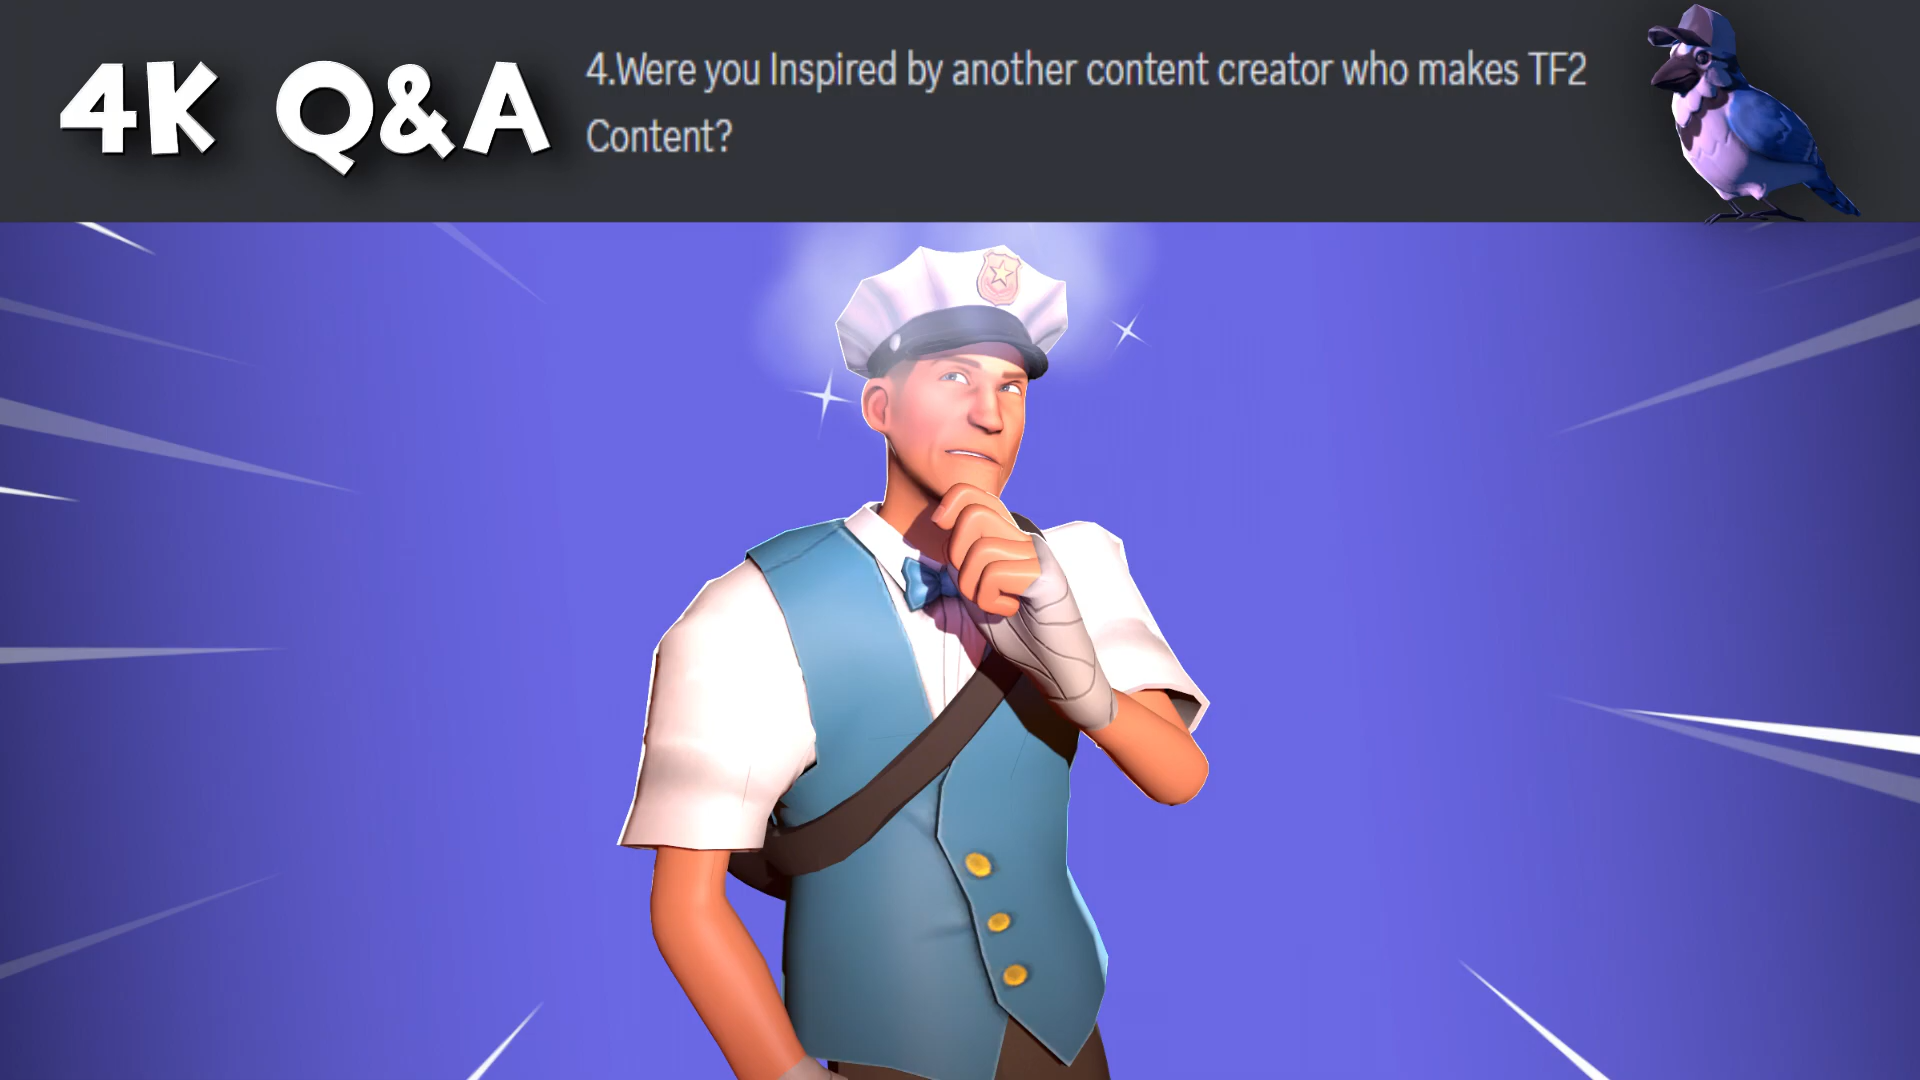 4K Q&A
4.Were you Inspired by another content creator who makes TF2
Content?